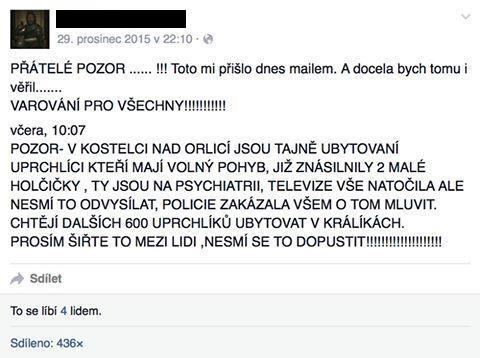 29. prosinec 2015 v 22:10 ·
PŘÁTELÉ POZOR ...... !!! Toto mi přišlo dnes mailem. A docela bych tomu i
věřil.......
VAROVÁNÍ PRO VŠECHNY!!!!!!!!!!!
včera, 10:07
POZOR- V KOSTELCI NAD ORLICÍ JSOU TAJNĚ UBYTOVANÍ
UPRCHLÍCI KTEŘÍ MAJÍ VOLNÝ POHYB, JIŽ ZNÁSILNILY 2 MALÉ
HOLČIČKY , TY JSOU NA PSYCHIATRII, TELEVIZE VŠE NATOČILA ALE
NESMÍ TO ODVYSÍLAT, POLICIE ZAKÁZALA VŠEM O TOM MLUVIT.
CHTĚJÍ DALŠÍCH 600 UPRCHLÍKŮ UBYTOVAT V KRÁLÍKÁCH.
PROSÍM ŠIŘTE TO MEZI LIDI ,NESMÍ SE TO DOPUSTIT!!!!!!!!!!!!!!!!!!!!
Sdílet
To se líbí 4 lidem.
Sdíleno: 436×